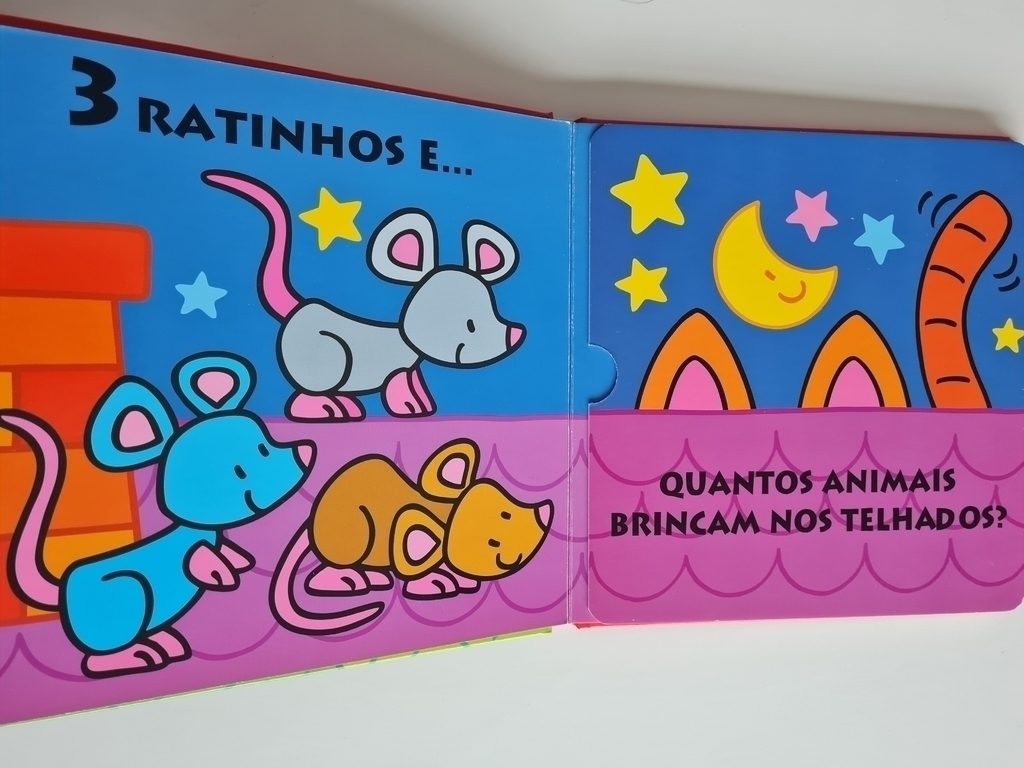 3 RATINHOS E...
QUANTOS ANIMAIS
BRINCAM NOS TELHADOS?